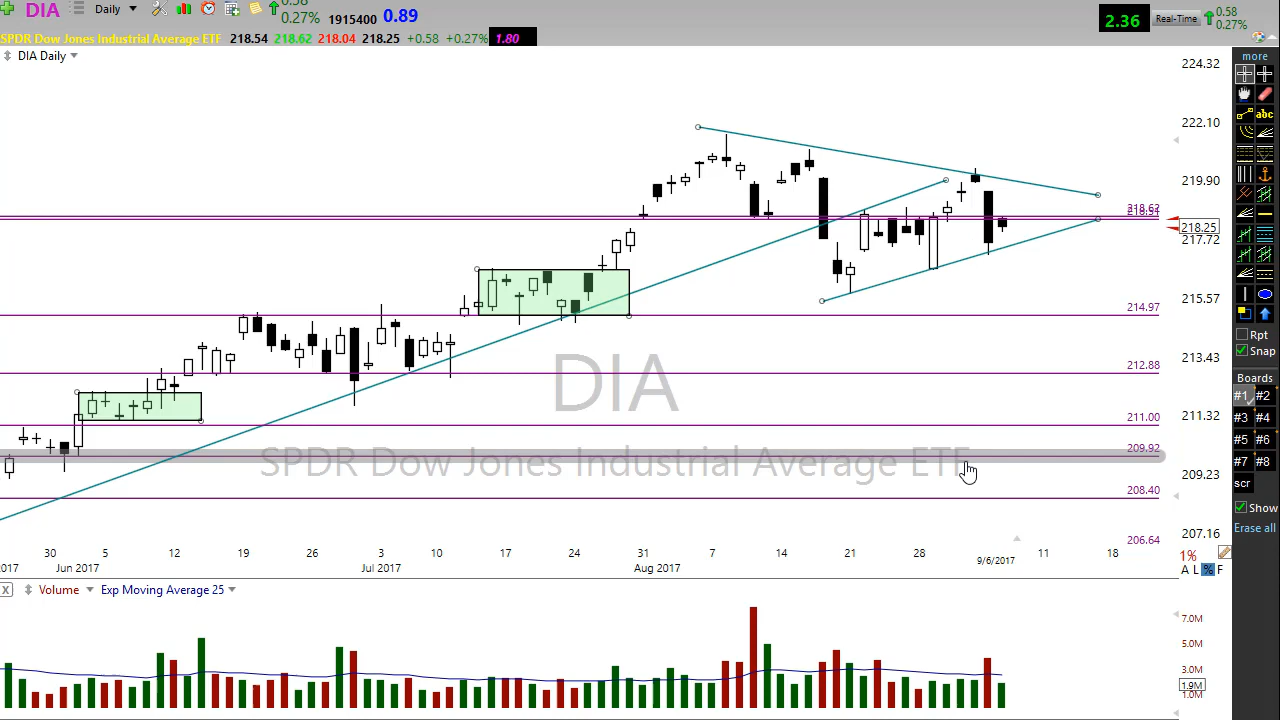 DIA Daily 0.58 0.27% 1915400 0.89 2.36 Real-Time 0.58 0.27%
SPDR Dow Jones Industrial Average ETF 218.54 218.62 218.04 218.25 +0.58 +0.27% 1.80
DIA Daily
more
224.32
abc
222.10
219.90
218.62
218.51
218.25
217.72
215.57
214.97
Rpt
Snap
213.43
212.88
DIA
Boards
#1 #2
211.32
211.00
#3 #4
#5 #6
209.92
SPDR Dow Jones Industrial Average ETF
#7 #8
209.23
scr
208.40
Show
Erase all
207.16
206.64
30 5 12 19 26 3 10 17 24 31 7 14 21 28 9/6/2017 11 18
1%
2017 Jun 2017 Jul 2017 Aug 2017
A L % F
X Volume Exp Moving Average 25
7.0M
5.0M
3.0M
1.9M
1.0M